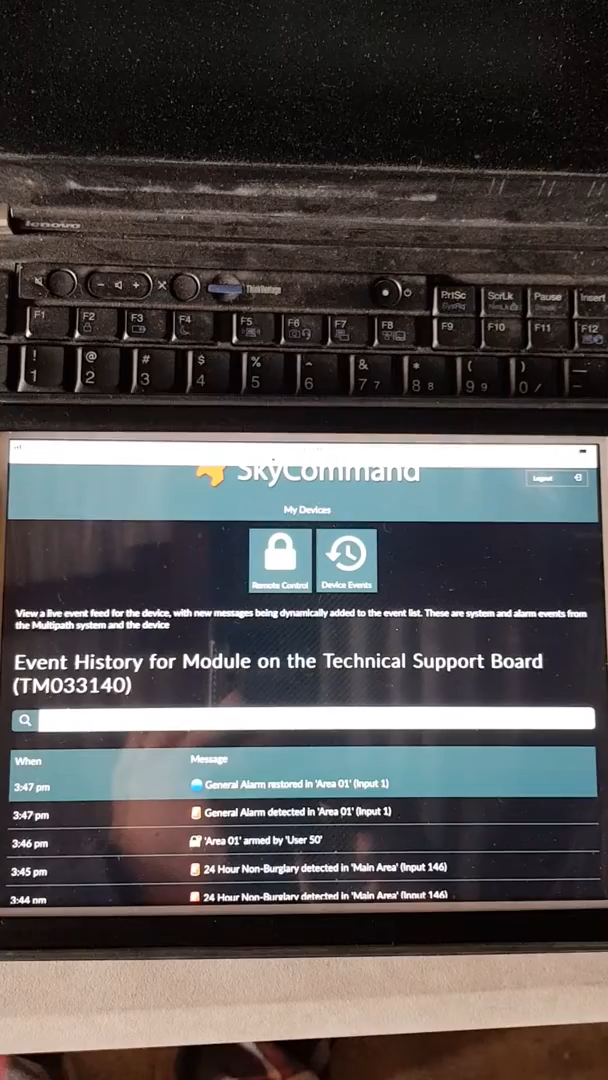 lenovo
ThinkVantage
PrtSc
SysRq
ScrLk
NmLk
Pause
Break
Insert
F1
F2
F3
F4
F5
F6
F7
F8
F9
F10
F11
F12
! @ # $ % ^ & * ( )
1 2 3 4 5 6 7 7 8 8 9 9 0 /
SkyCommand
Logout
My Devices
Remote Control
Device Events
View a live event feed for the device, with new messages being dynamically added to the event list. These are system and alarm events from
the Multipath system and the device
Event History for Module on the Technical Support Board
(TM033140)
When Message
3:47 pm General Alarm restored in 'Area 01' (Input 1)
3:47 pm General Alarm detected in 'Area 01' (Input 1)
3:46 pm 'Area 01' armed by 'User 50'
3:45 pm 24 Hour Non-Burglary detected in 'Main Area' (Input 146)
3:44 pm 24 Hour Non-Burglary detected in 'Main Area' (Input 146)